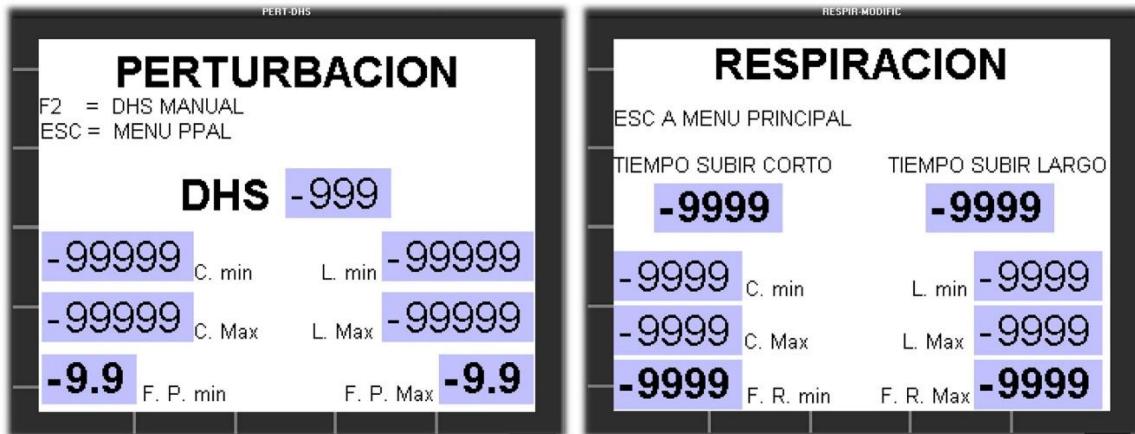 PERT-DHS
PERTURBACION
F2 = DHS MANUAL
ESC = MENU PPAL
DHS -999
-99999 C. min L. min -99999
-99999 C. Max L. Max -99999
-9.9 F. P. min F. P. Max -9.9
RESPIR-MODIFIC
RESPIRACION
ESC A MENU PRINCIPAL
TIEMPO SUBIR CORTO TIEMPO SUBIR LARGO
-9999 -9999
-9999 C. min L. min -9999
-9999 C. Max L. Max -9999
-9999 F. R. min F. R. Max -9999